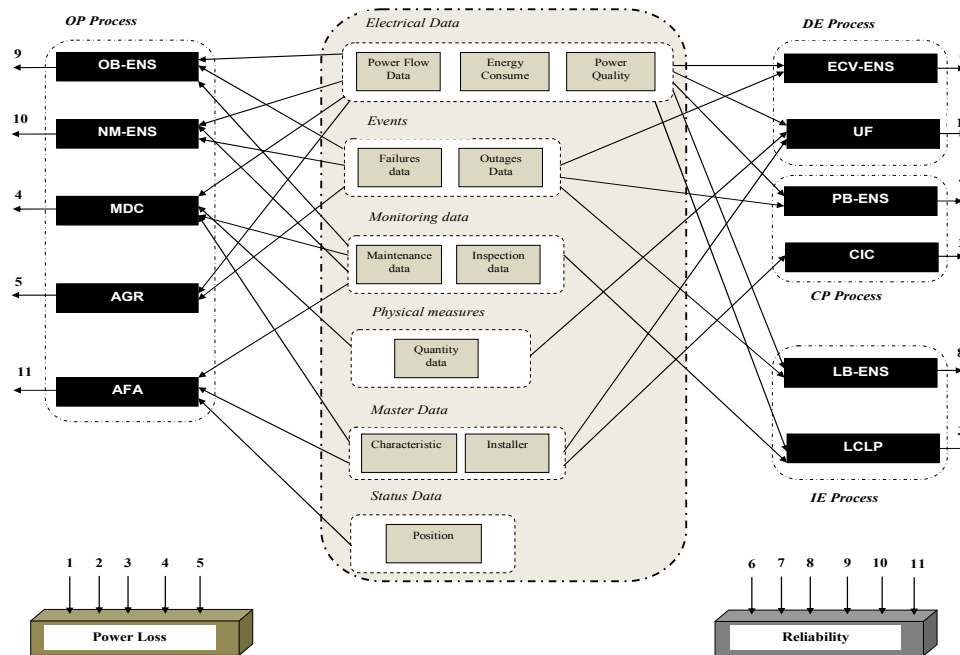 OP Process
Electrical Data
DE Process
9
OB-ENS
Power Flow
Data
Energy
Consume
Power
Quality
ECV-ENS
10
NM-ENS
Events
UF
Failures
data
Outages
Data
4
MDC
PB-ENS
Monitoring data
Maintenance
data
Inspection
data
CIC
5
AGR
Physical measures
CP Process
Quantity
data
11
AFA
LB-ENS
8
Master Data
Characteristic
Installer
LCLP
Status Data
IE Process
Position
1
2
3
4
5
6
7
8
9
10
11
Power Loss
Reliability